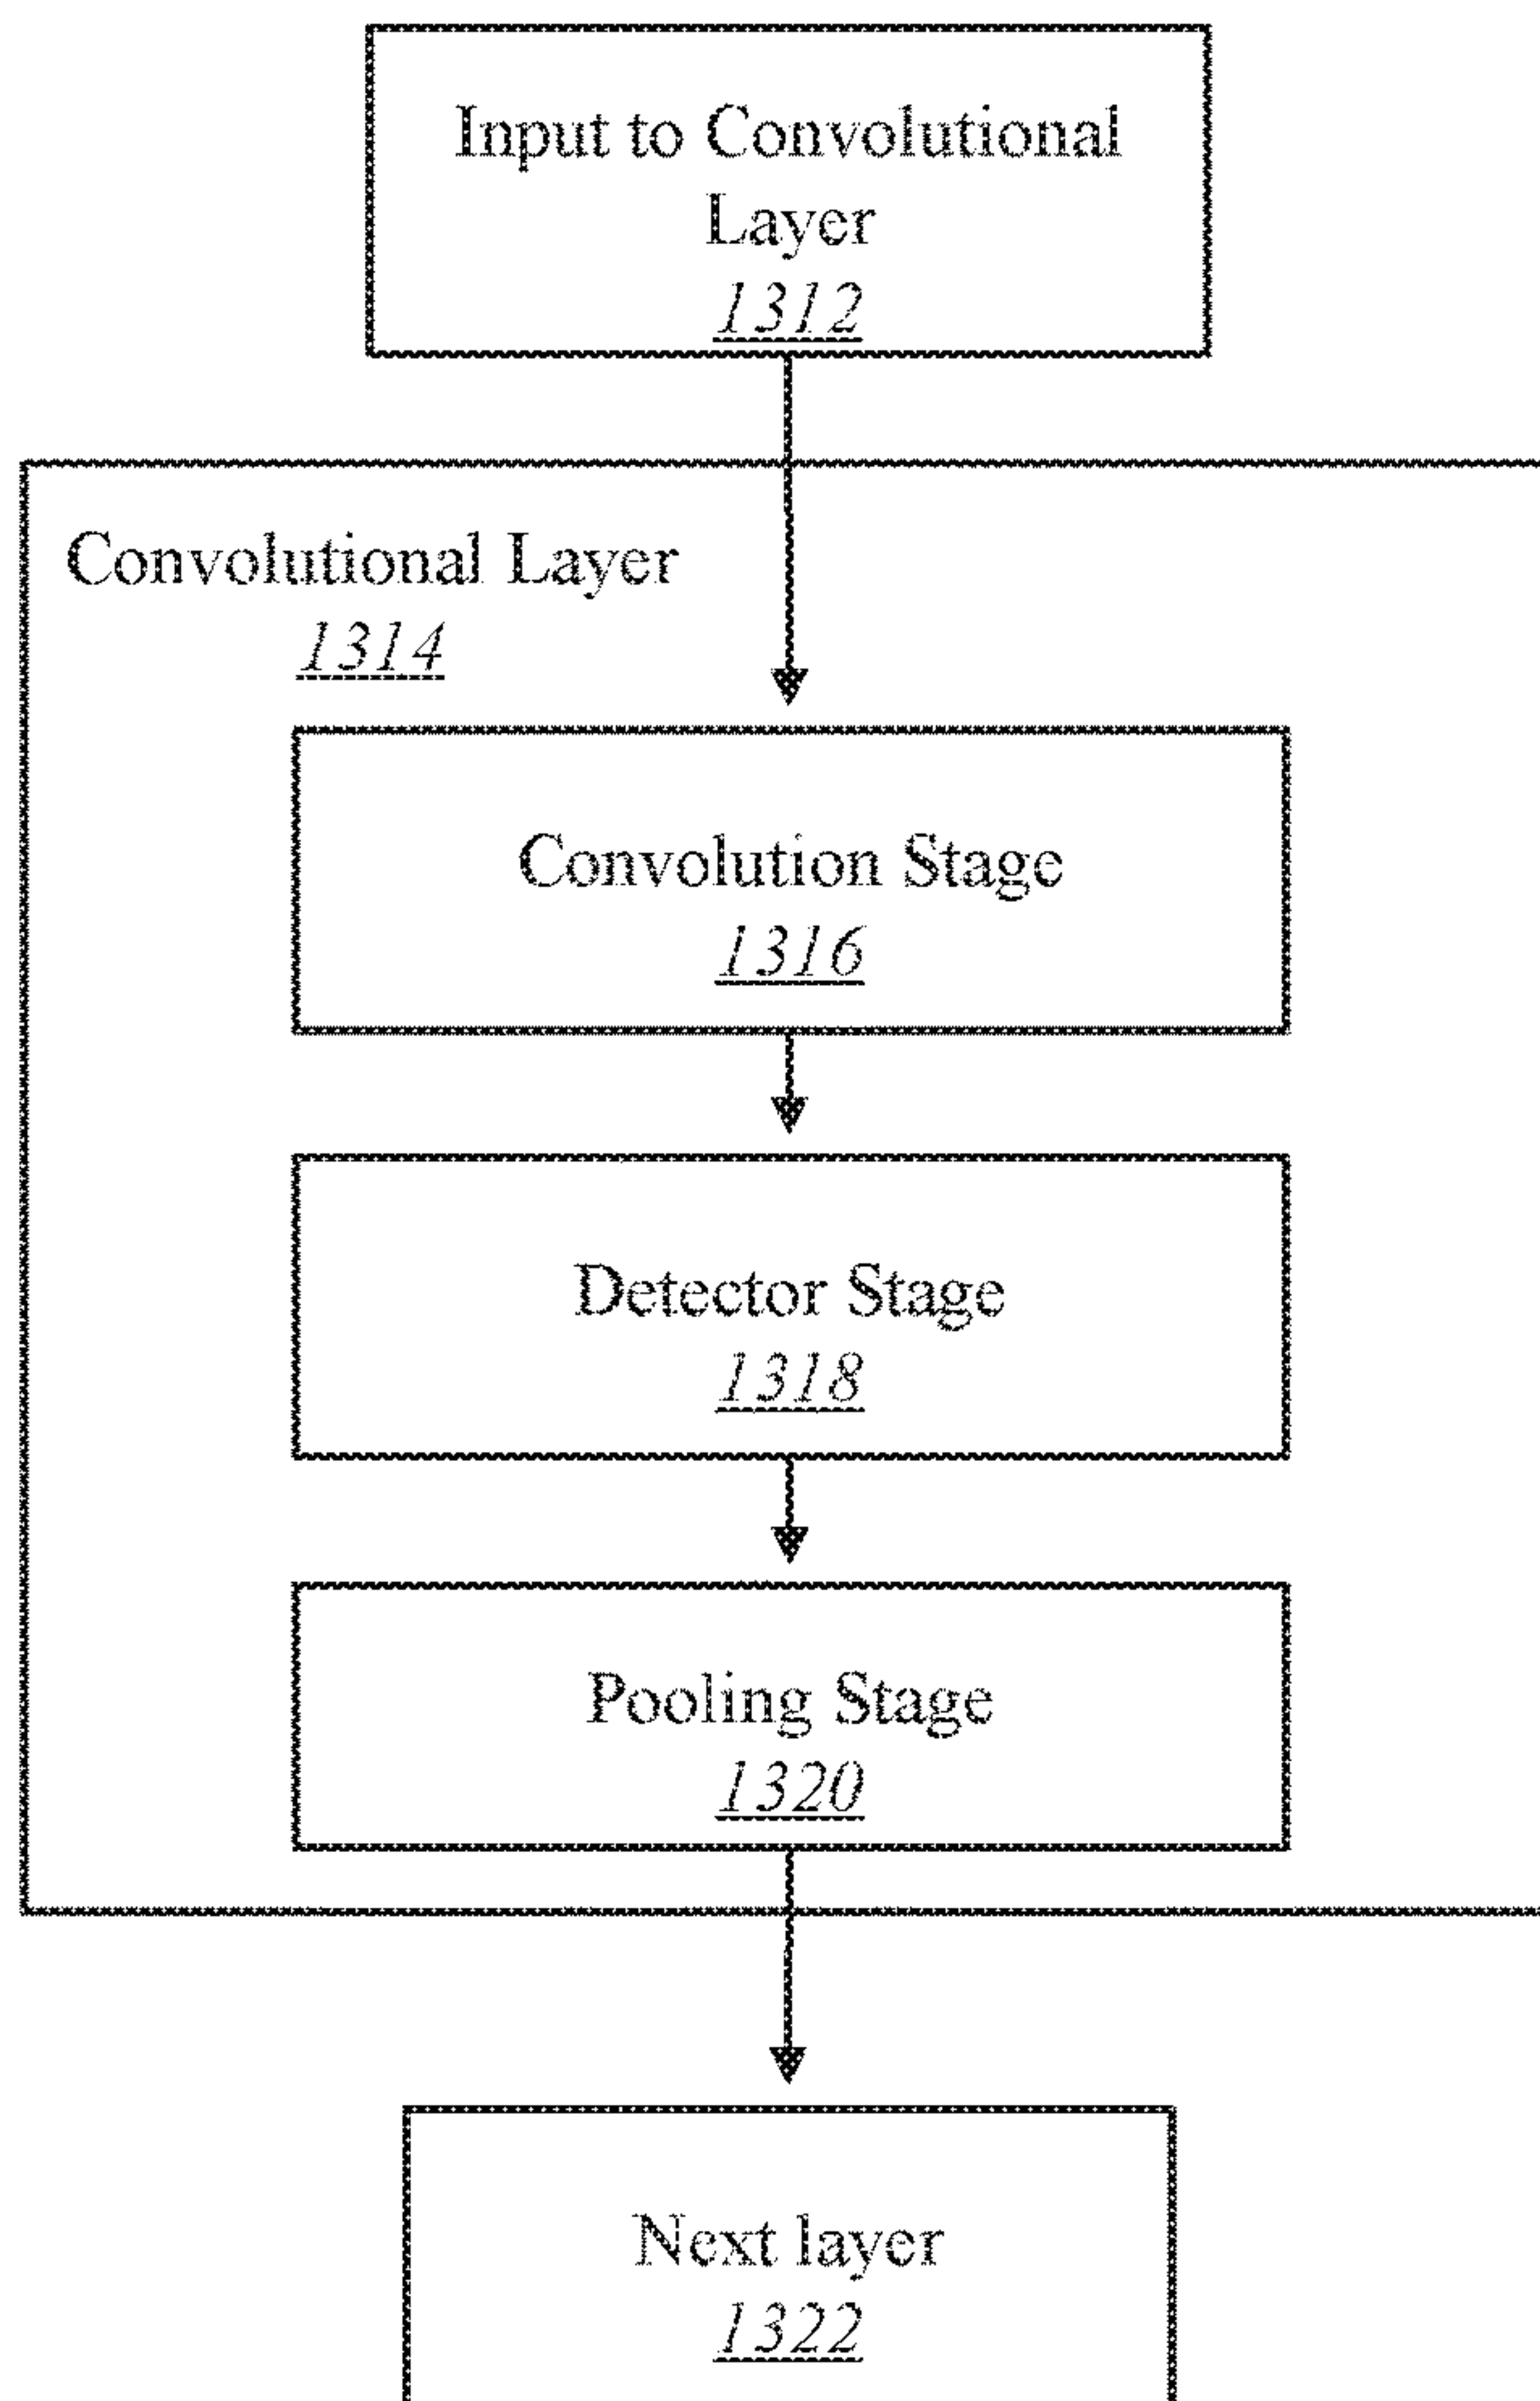 Input to Convolutional
Layer
1312
Convolutional Layer
1314
Convolution Stage
1316
Detector Stage
1318
Pooling Stage
1320
Next layer
1322